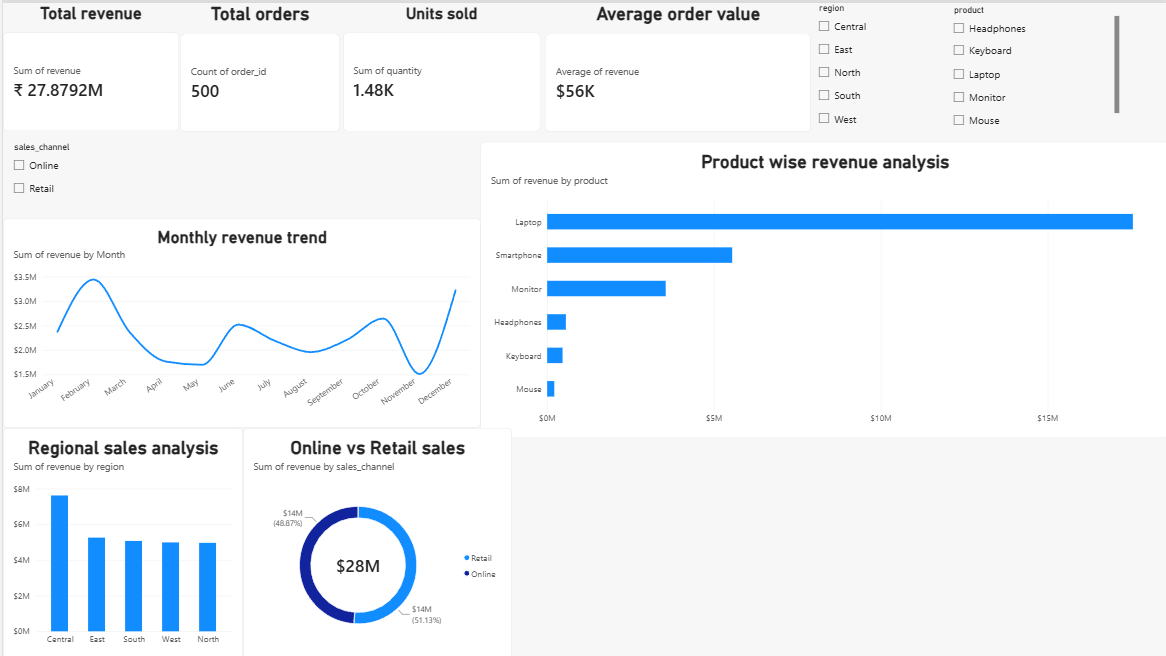 Total revenue
Sum of revenue
₹ 27.8792M
Total orders
Count of order_id
500
Units sold
Sum of quantity
1.48K
Average order value
Average of revenue
$56K
region
Central
East
North
South
West
product
Headphones
Keyboard
Laptop
Monitor
Mouse
sales_channel
Online
Retail
Monthly revenue trend
Sum of revenue by Month
$3.5M
$3.0M
$2.5M
$2.0M
$1.5M
January
February
March
April
May
June
July
August
September
October
November
December
Product wise revenue analysis
Sum of revenue by product
Laptop
Smartphone
Monitor
Headphones
Keyboard
Mouse
$0M
$5M
$10M
$15M
Regional sales analysis
Sum of revenue by region
$8M
$6M
$4M
$2M
$0M
Central
East
South
West
North
Online vs Retail sales
Sum of revenue by sales_channel
$14M
(48.87%)
$28M
$14M
(51.13%)
Retail
Online